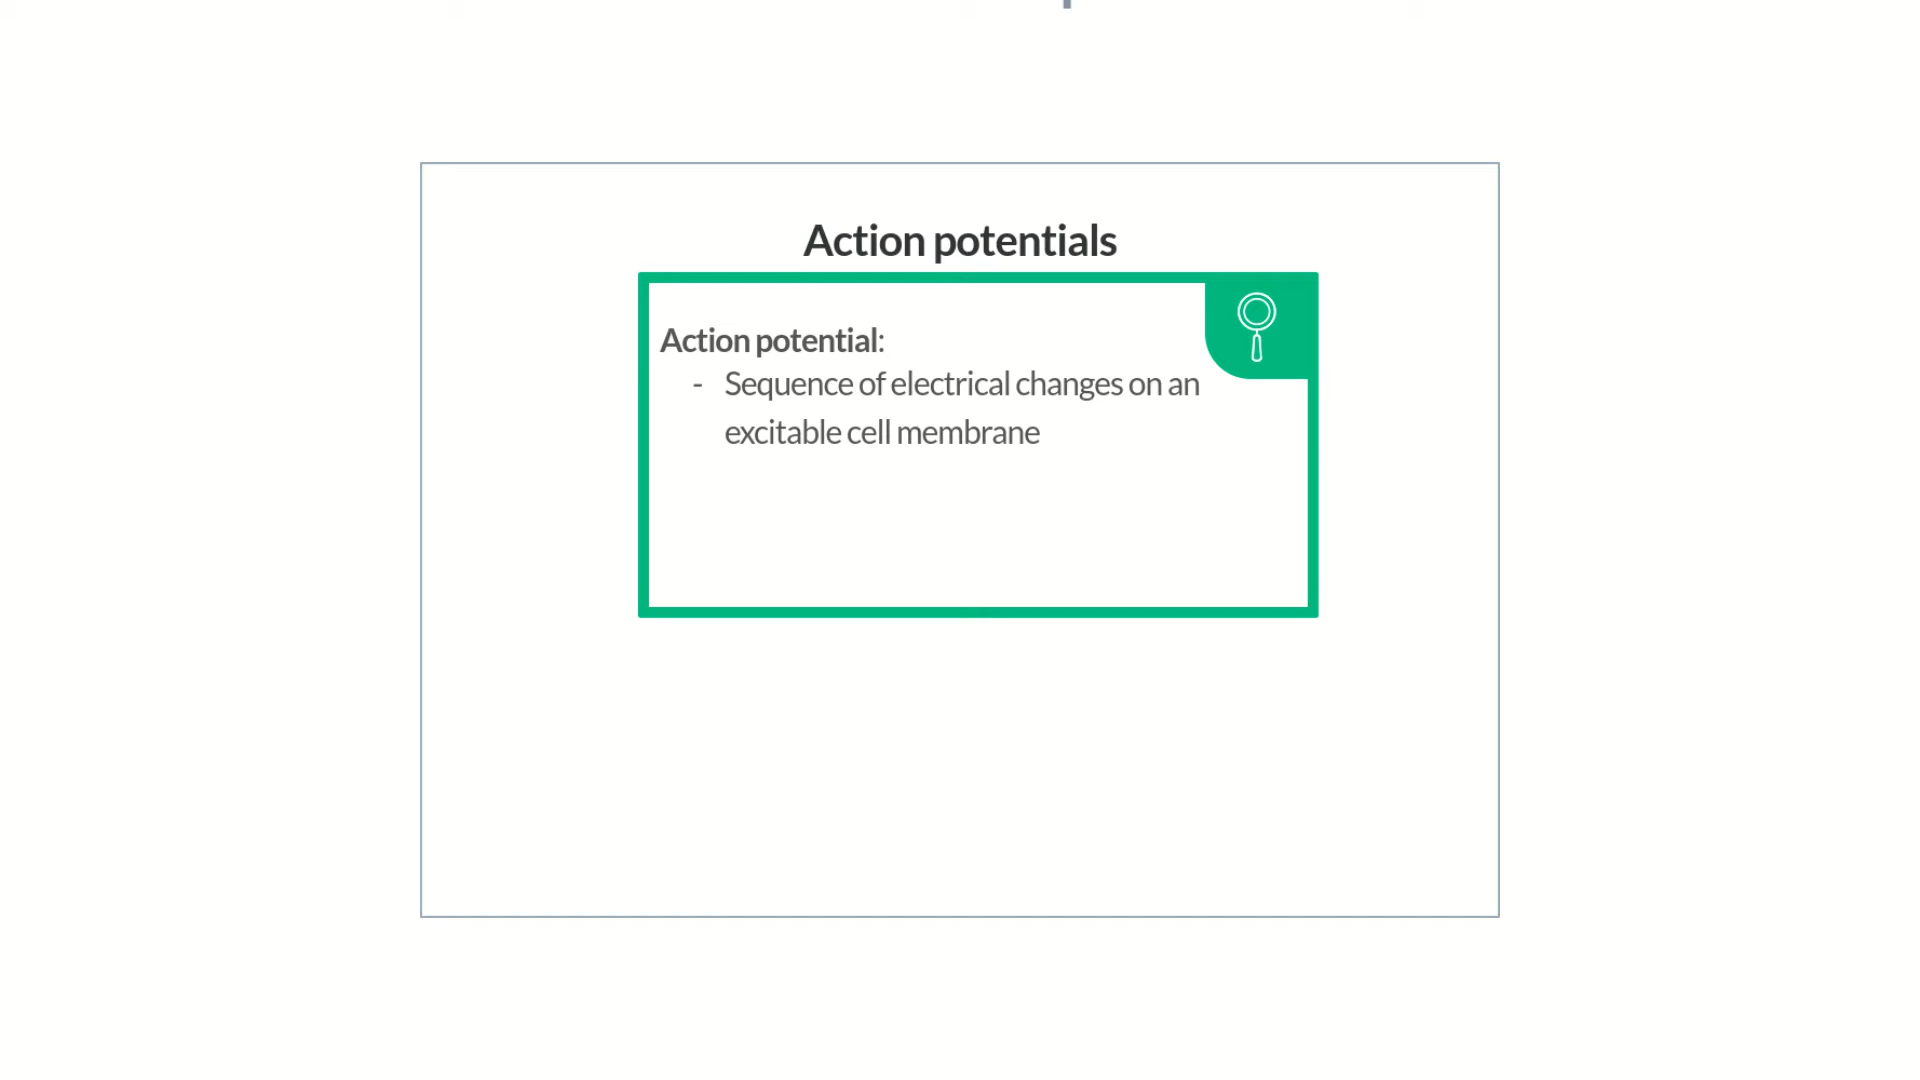 Action potentials
Action potential:
- Sequence of electrical changes on an
excitable cell membrane